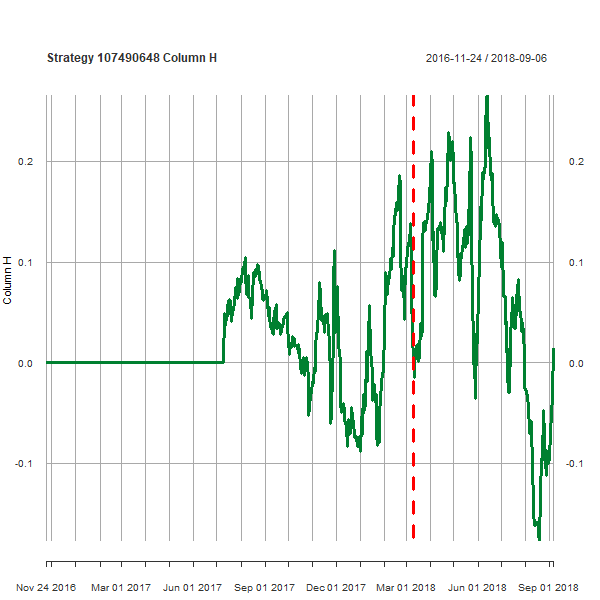 Strategy 107490648 Column H
2016-11-24 / 2018-09-06
0.2 0.2
0.1 0.1
Column H
0.0 0.0
-0.1 -0.1
Nov 24 2016 Mar 01 2017 Jun 01 2017 Sep 01 2017 Dec 01 2017 Mar 01 2018 Jun 01 2018 Sep 01 2018